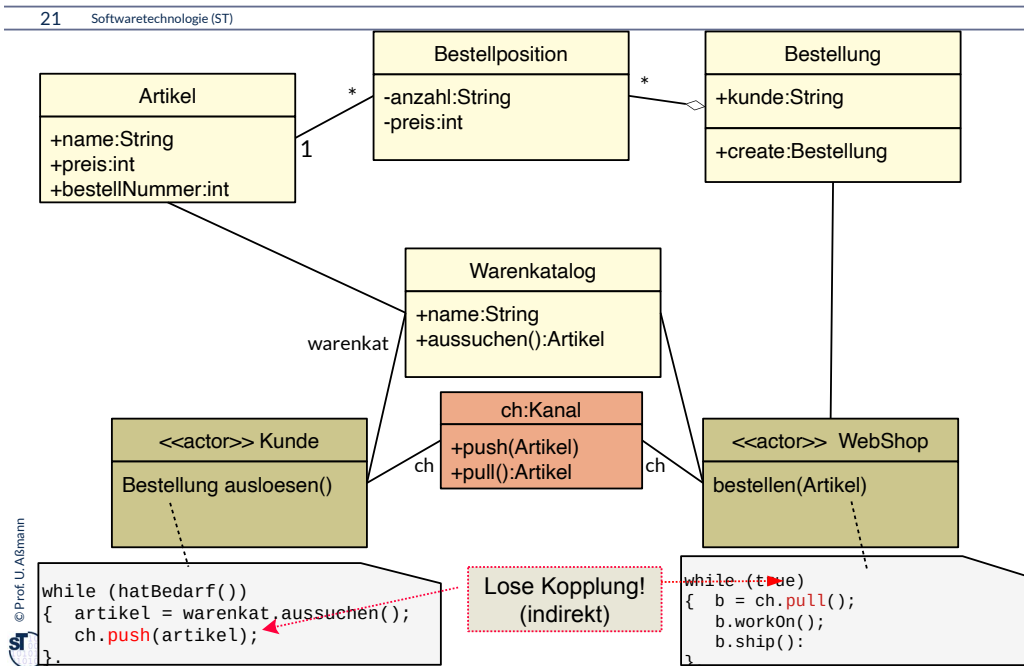 21 Softwaretechnologie (ST)
Bestellposition
-anzahl:String
-preis:int
Bestellung
+kunde:String
+create:Bestellung
Artikel
+name:String
+preis:int
+bestellNummer:int
*
1
*
Warenkatalog
+name:String
+aussuchen():Artikel
warenkat
ch:Kanal
+push(Artikel)
+pull():Artikel
ch
ch
<<actor>> Kunde
Bestellung ausloesen()
<<actor>> WebShop
bestellen(Artikel)
while (hatBedarf())
{ artikel = warenkat.aussuchen();
ch.push(artikel);
}.
Lose Kopplung!
(indirekt)
while (true)
{ b = ch.pull();
b.workOn();
b.ship():
}
© Prof. U. Aßmann
ST